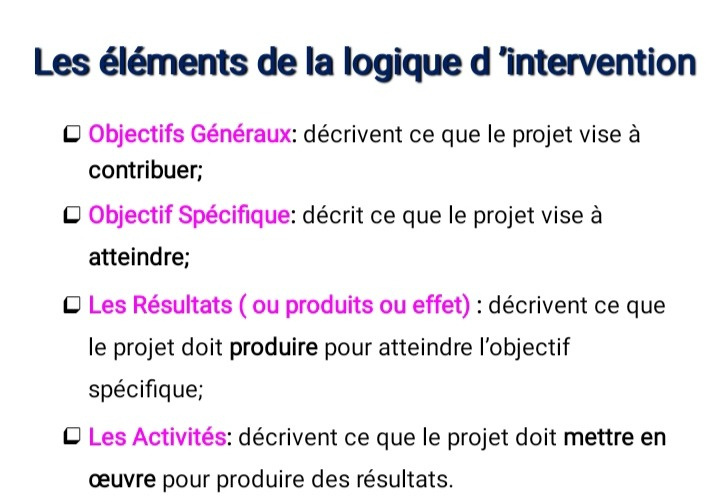 Les éléments de la logique d ’intervention
Objectifs Généraux: décrivent ce que le projet vise à
contribuer;
Objectif Spécifique: décrit ce que le projet vise à
atteindre;
Les Résultats ( ou produits ou effet) : décrivent ce que
le projet doit produire pour atteindre l’objectif
spécifique;
Les Activités: décrivent ce que le projet doit mettre en
œuvre pour produire des résultats.